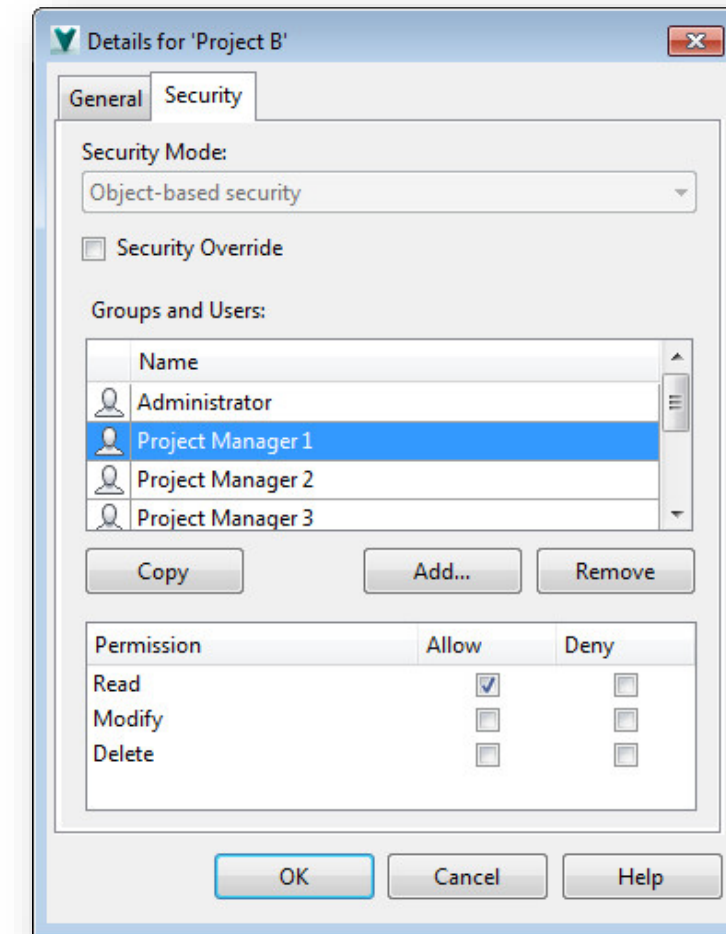 Details for 'Project B'
General Security
Security Mode:
Object-based security
Security Override
Groups and Users:
Name
Administrator
Project Manager 1
Project Manager 2
Project Manager 3
Copy Add... Remove
Permission Allow Deny
Read
Modify
Delete
OK Cancel Help